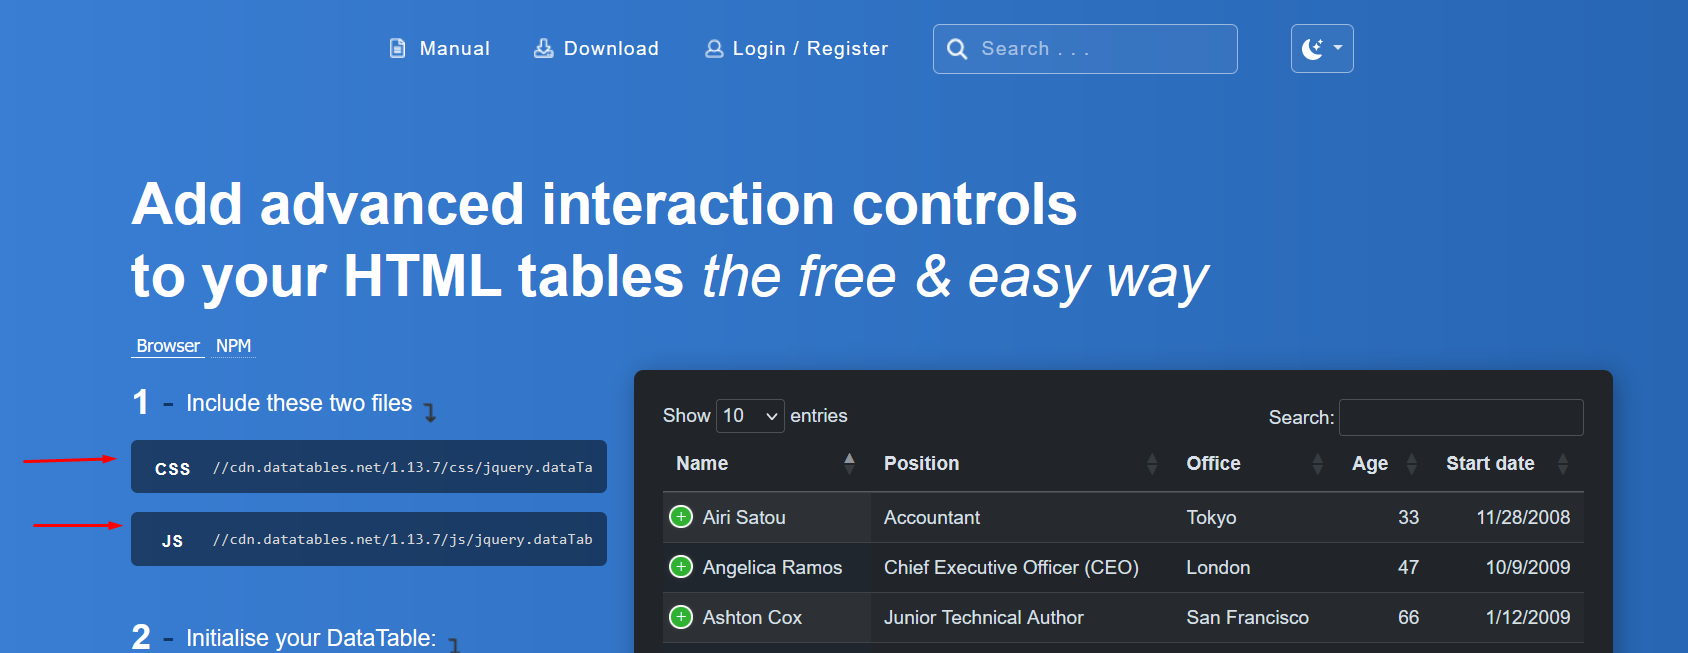 Manual Download Login / Register Search . . .
Add advanced interaction controls
to your HTML tables the free & easy way
Browser NPM
1 - Include these two files
CSS //cdn.datatables.net/1.13.7/css/jquery.dataTa
JS //cdn.datatables.net/1.13.7/js/jquery.dataTab
2 - Initialise your DataTable:
Show 10 entries Search:
Name Position Office Age Start date
Airi Satou Accountant Tokyo 33 11/28/2008
Angelica Ramos Chief Executive Officer (CEO) London 47 10/9/2009
Ashton Cox Junior Technical Author San Francisco 66 1/12/2009